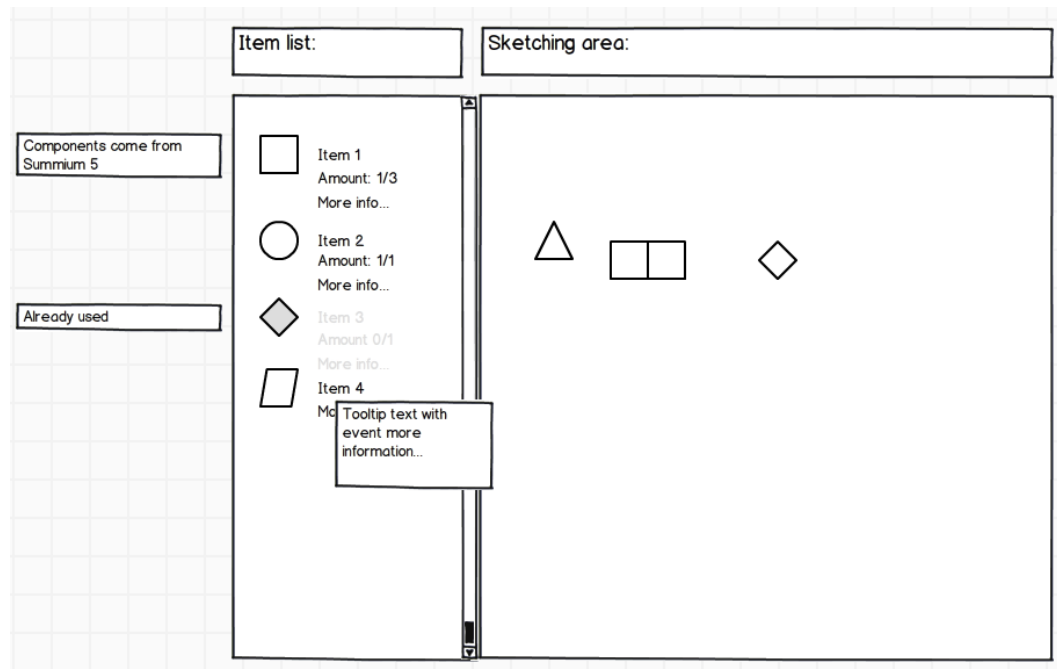 Item list:
Sketching area:
Components come from
Summium 5
Item 1
Amount: 1/3
More info...
Item 2
Amount: 1/1
More info...
Already used
Item 3
Amount 0/1
More info...
Item 4
Tooltip text with
event more
information...